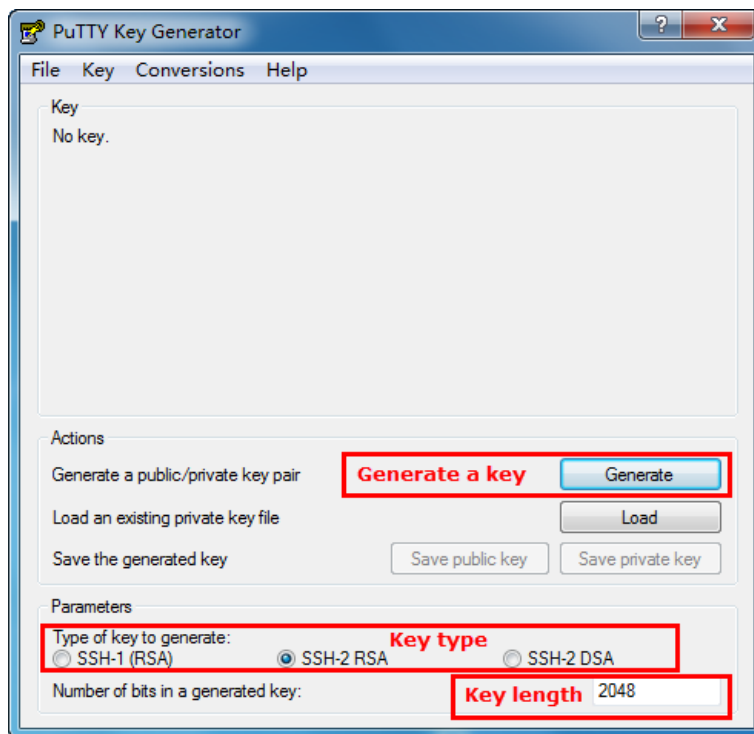 PuTTY Key Generator
? X
File Key Conversions Help
Key
No key.
Actions
Generate a public/private key pair Generate a key Generate
Load an existing private key file Load
Save the generated key Save public key Save private key
Parameters
Type of key to generate: Key type
SSH-1 (RSA) SSH-2 RSA SSH-2 DSA
Number of bits in a generated key: Key length 2048